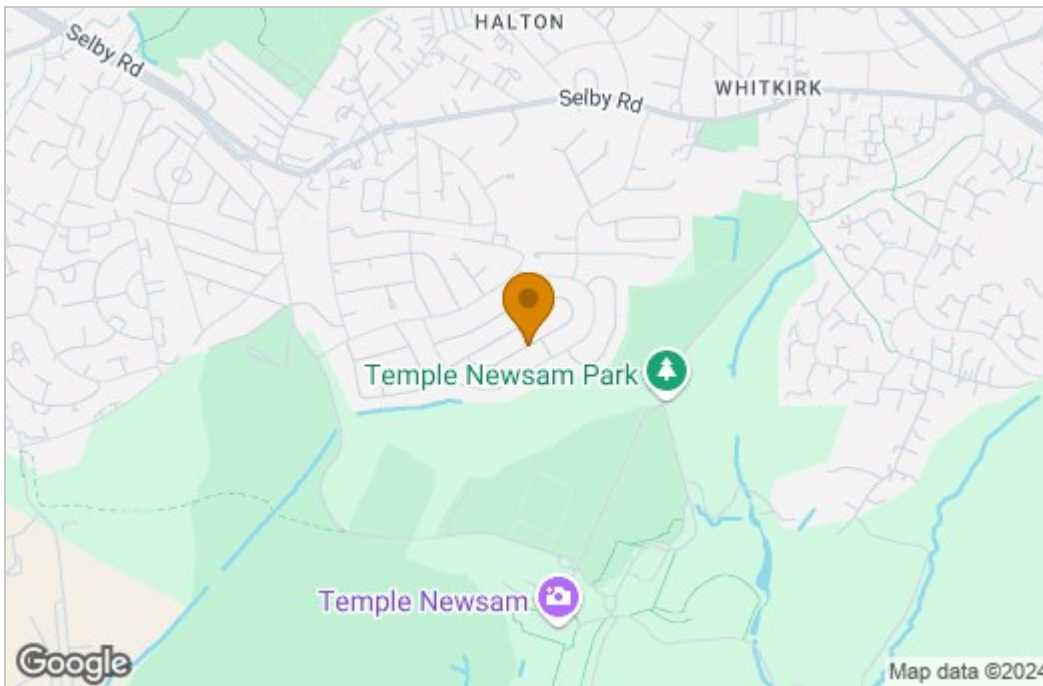 HALTON
Selby Rd
WHITKIRK
Selby Rd
Temple Newsam Park
Temple Newsam
Google
Map data ©2024